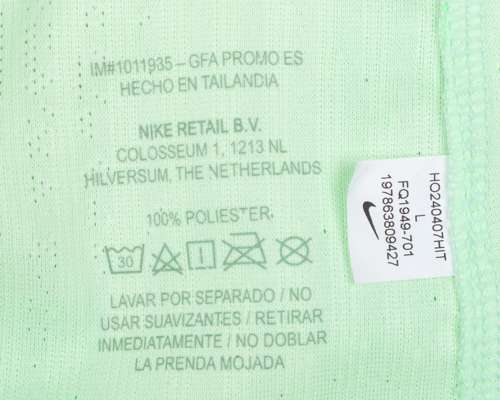 IM#1011935 – GFA PROMO ES
HECHO EN TAILANDIA
NIKE RETAIL B.V.
COLOSSEUM 1, 1213 NL
HILVERSUM, THE NETHERLANDS
100% POLIESTER
30
LAVAR POR SEPARADO / NO
USAR SUAVIZANTES / RETIRAR
INMEDIATAMENTE / NO DOBLAR
LA PRENDA MOJADA
HO240407HIT
L
FQ1949-701
197863809427